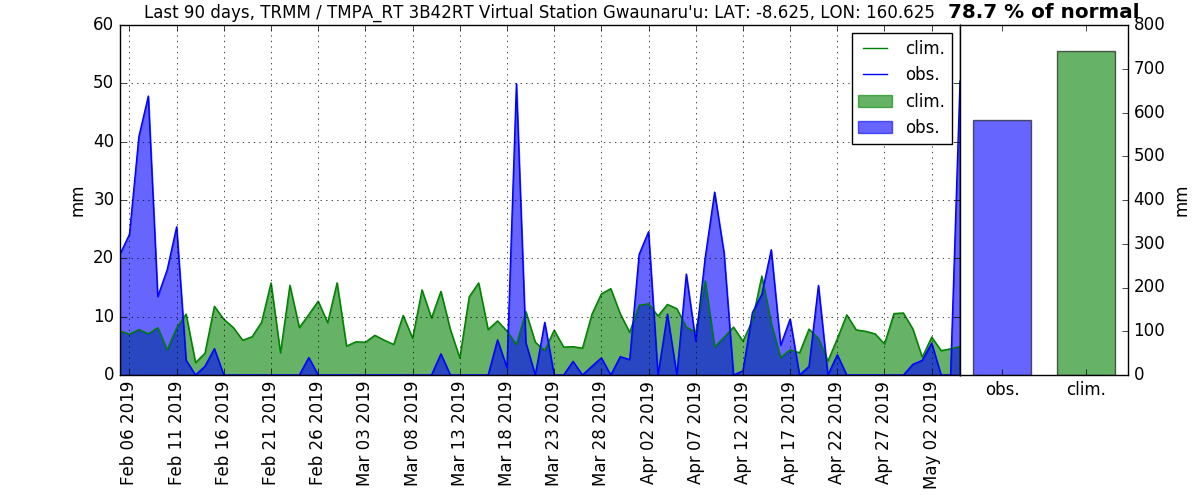 Last 90 days, TRMM / TMPA_RT 3B42RT Virtual Station Gwaunaru'u: LAT: -8.625, LON: 160.625 78.7 % of normal
60
50
40
30
20
10
0
mm
clim.
obs.
clim.
obs.
800
700
600
500
400
300
200
100
0
mm
obs.
clim.
Feb 06 2019
Feb 11 2019
Feb 16 2019
Feb 21 2019
Feb 26 2019
Mar 03 2019
Mar 08 2019
Mar 13 2019
Mar 18 2019
Mar 23 2019
Mar 28 2019
Apr 02 2019
Apr 07 2019
Apr 12 2019
Apr 17 2019
Apr 22 2019
Apr 27 2019
May 02 2019